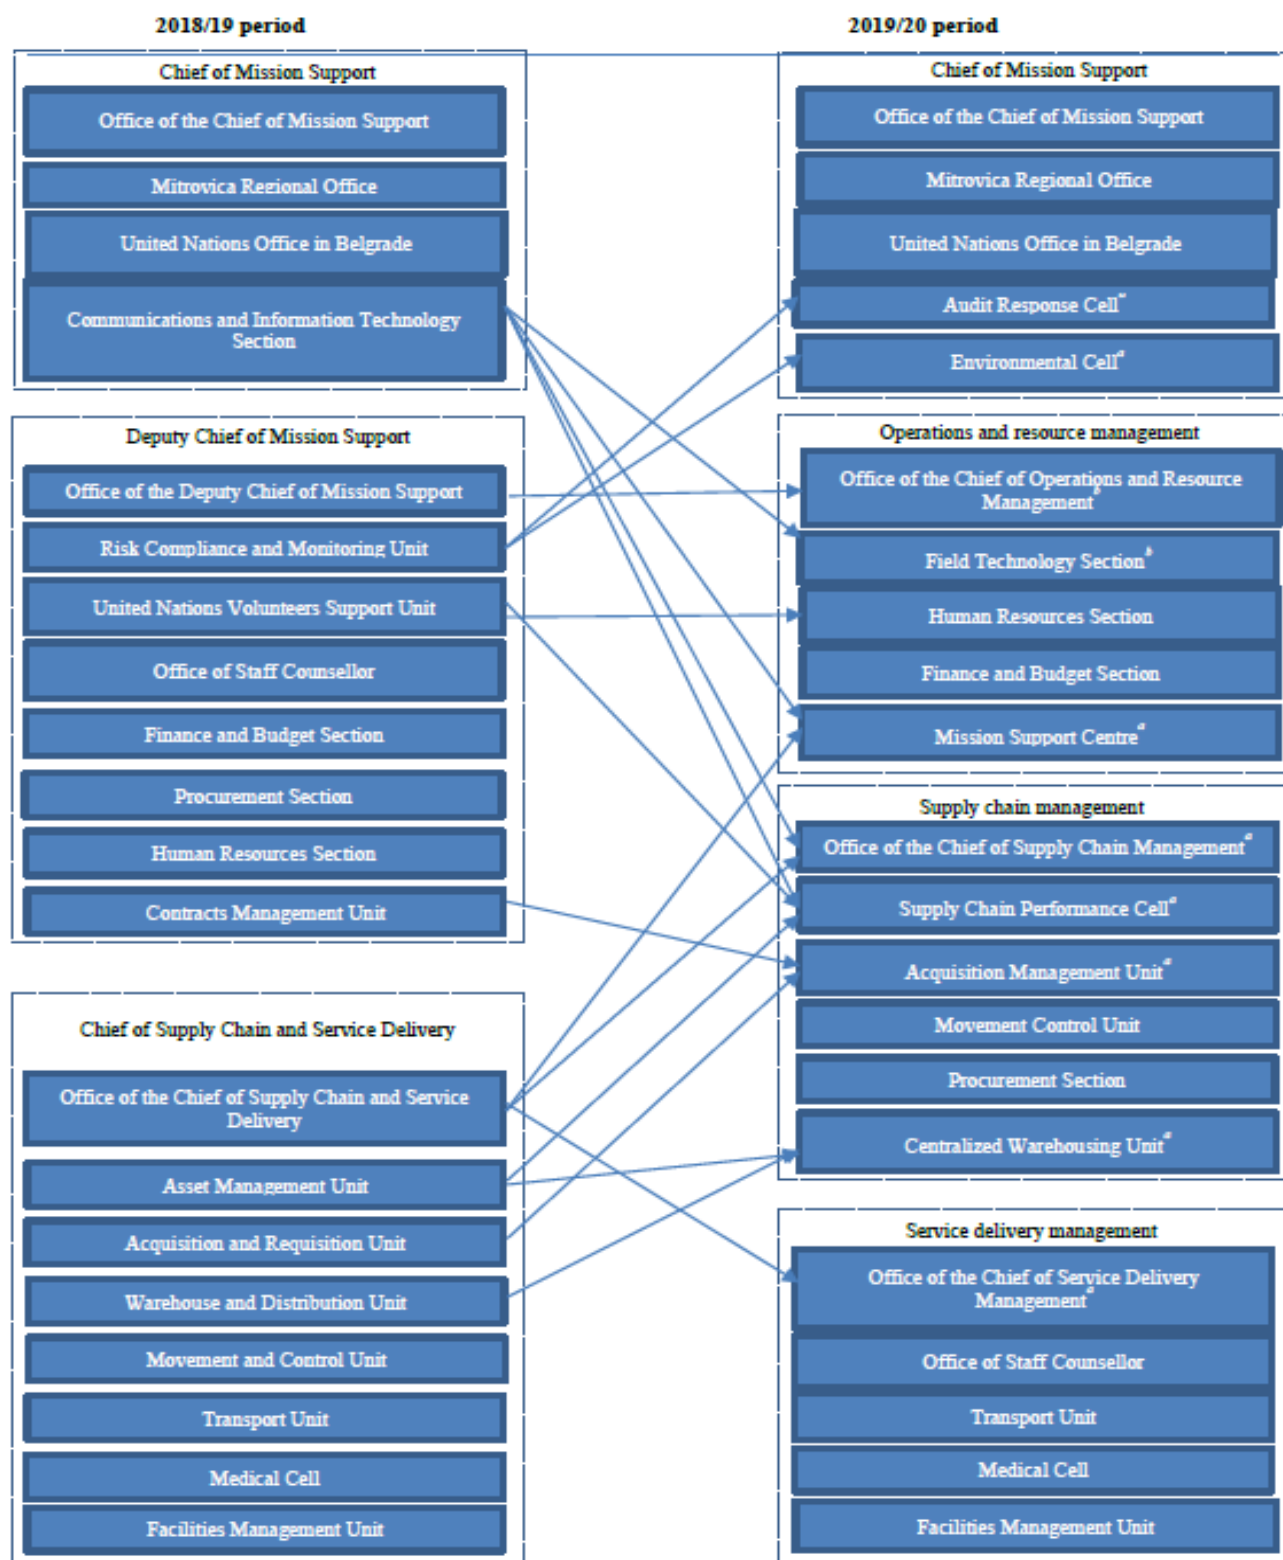 2018/19 period
Chief of Mission Support
Office of the Chief of Mission Support
Mitrovica Regional Office
United Nations Office in Belgrade
Communications and Information Technology
Section
Deputy Chief of Mission Support
Office of the Deputy Chief of Mission Support
Risk Compliance and Monitoring Unit
United Nations Volunteers Support Unit
Office of Staff Counsellor
Finance and Budget Section
Procurement Section
Human Resources Section
Contracts Management Unit
Chief of Supply Chain and Service Delivery
Office of the Chief of Supply Chain and Service
Delivery
Asset Management Unit
Acquisition and Requisition Unit
Warehouse and Distribution Unit
Movement and Control Unit
Transport Unit
Medical Cell
Facilities Management Unit
2019/20 period
Chief of Mission Support
Office of the Chief of Mission Support
Mitrovica Regional Office
United Nations Office in Belgrade
Audit Response Cell a
Environmental Cell a
Operations and resource management
Office of the Chief of Operations and Resource
Management b
Field Technology Section b
Human Resources Section
Finance and Budget Section
Mission Support Centre a
Supply chain management
Office of the Chief of Supply Chain Management a
Supply Chain Performance Cell a
Acquisition Management Unit a
Movement Control Unit
Procurement Section
Centralized Warehousing Unit a
Service delivery management
Office of the Chief of Service Delivery
Management a
Office of Staff Counsellor
Transport Unit
Medical Cell
Facilities Management Unit